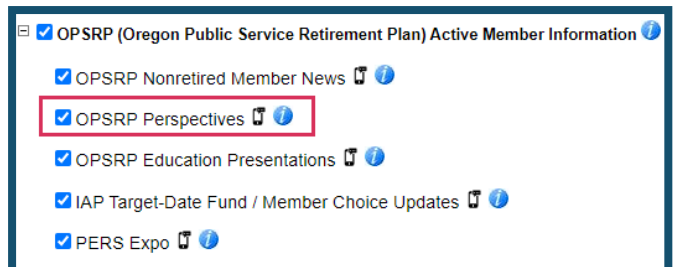 OPSRP (Oregon Public Service Retirement Plan) Active Member Information
OPSRP Nonretired Member News
OPSRP Perspectives
OPSRP Education Presentations
IAP Target-Date Fund / Member Choice Updates
PERS Expo